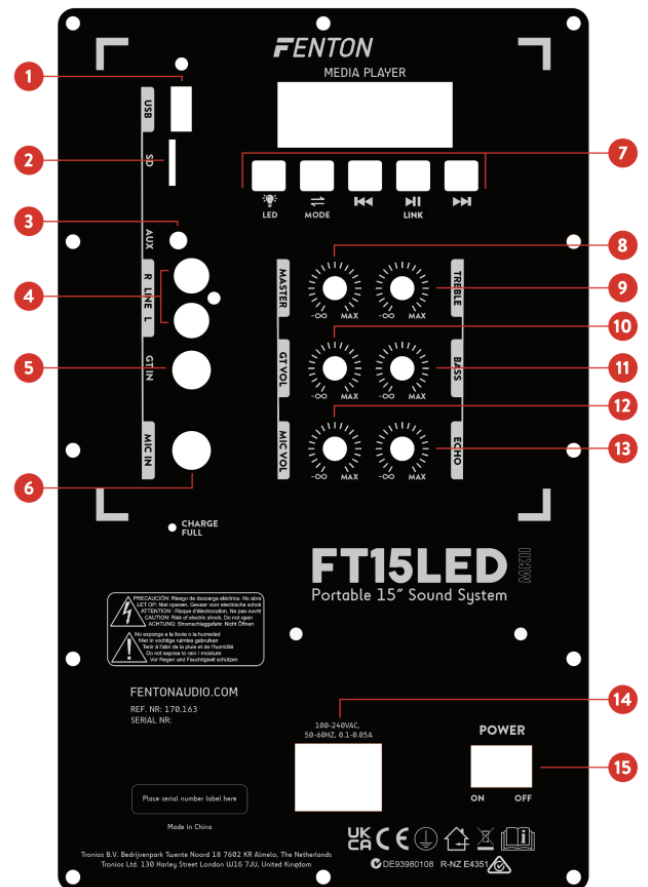 FENTON
MEDIA PLAYER
1
USB
2
SD
7
LED
MODE
LINK
3
AUX
4
R LINE L
5
GT IN
6
MIC IN
8
MASTER
-∞ MAX
9
TREBLE
-∞ MAX
10
GT VOL
-∞ MAX
11
BASS
-∞ MAX
12
MIC VOL
-∞ MAX
13
ECHO
-∞ MAX
CHARGE
FULL
FT15LED MKII
Portable 15” Sound System
PRECAUCIÓN: Riesgo de descarga eléctrica. No abra
LET OP: Niet openen. Gevaar voor electrische schok
ATTENTION : Risque d'électrocution. Ne pas ouvrir
CAUTION: Risk of electric shock. Do not open
ACHTUNG: Stromschlaggefahr. Nicht Öffnen
No exponga a la lluvia o la humedad
Niet in vochtige ruimtes gebruiken
Tenir à l'abri de la pluie et de l'humidité
Do not expose to rain / moisture
Vor Regen und Feuchtigkeit schützen
FENTONAUDIO.COM
REF. NR: 170.163
SERIAL NR:
14
100-240VAC,
50-60HZ, 0.1-0.05A
POWER
15
ON OFF
Place serial number label here
Made in China
Tronios B.V. Bedrijvenpark Twente Noord 18 7602 KR Almelo, The Netherlands
Tronios Ltd. 130 Harley Street London W1G 7JU, United Kingdom
UK
CA CE
DE93980108 R-NZ E4351